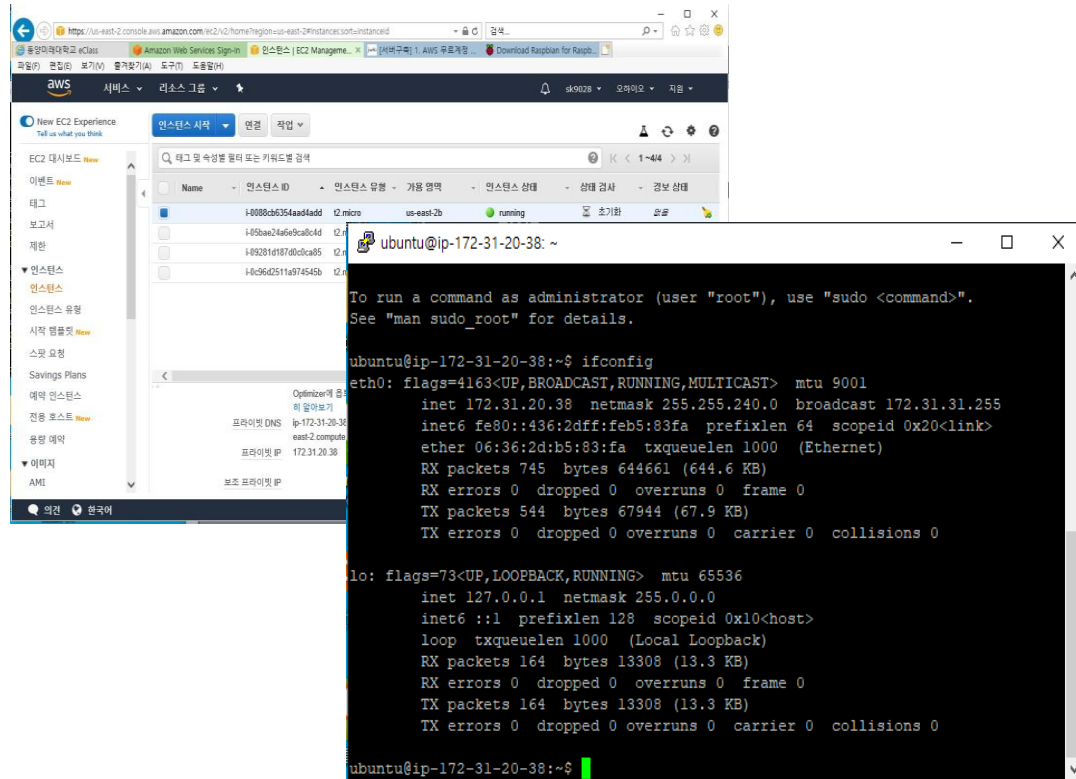 https://us-east-2.console.aws.amazon.com/ec2/v2/home?region=us-east-2#Instances:sort=instanceId
검색...
동양미래대학교 eClass
Amazon Web Services Sign-In
인스턴스 | EC2 Manageme...
[서버구축] 1. AWS 무료계정 ...
Download Raspbian for Raspb...
파일(F) 편집(E) 보기(V) 즐겨찾기(A) 도구(T) 도움말(H)
aws 서비스 리소스 그룹 sk9028 오하이오 지원
New EC2 Experience
Tell us what you think
인스턴스 시작 연결 작업
EC2 대시보드 New
이벤트 New
태그
보고서
제한
인스턴스
인스턴스
인스턴스 유형
시작 템플릿 New
스팟 요청
Savings Plans
예약 인스턴스
전용 호스트 New
용량 예약
이미지
AMI
태그 및 속성별 필터 또는 키워드별 검색
1~4/4
Name 인스턴스 ID 인스턴스 유형 가용 영역 인스턴스 상태 상태 검사 경보 상태
i-0088cb6354aad4add t2.micro us-east-2b running 초기화 없음
i-05bae24a6e9ca8c4d t2.m
i-09281d187d0c0ca85 t2.m
i-0c96d2511a974545b t2.m
Optimizer에
히 알아보기
프라이빗 DNS ip-172-31-20-38
east-2.compute
프라이빗 IP 172.31.20.38
보조 프라이빗 IP
의견 한국어
ubuntu@ip-172-31-20-38: ~
To run a command as administrator (user "root"), use "sudo <command>".
See "man sudo_root" for details.
ubuntu@ip-172-31-20-38:~$ ifconfig
eth0: flags=4163<UP,BROADCAST,RUNNING,MULTICAST> mtu 9001
inet 172.31.20.38 netmask 255.255.240.0 broadcast 172.31.31.255
inet6 fe80::436:2dff:feb5:83fa prefixlen 64 scopeid 0x20<link>
ether 06:36:2d:b5:83:fa txqueuelen 1000 (Ethernet)
RX packets 745 bytes 644661 (644.6 KB)
RX errors 0 dropped 0 overruns 0 frame 0
TX packets 544 bytes 67944 (67.9 KB)
TX errors 0 dropped 0 overruns 0 carrier 0 collisions 0
lo: flags=73<UP,LOOPBACK,RUNNING> mtu 65536
inet 127.0.0.1 netmask 255.0.0.0
inet6 ::1 prefixlen 128 scopeid 0x10<host>
loop txqueuelen 1000 (Local Loopback)
RX packets 164 bytes 13308 (13.3 KB)
RX errors 0 dropped 0 overruns 0 frame 0
TX packets 164 bytes 13308 (13.3 KB)
TX errors 0 dropped 0 overruns 0 carrier 0 collisions 0
ubuntu@ip-172-31-20-38:~$